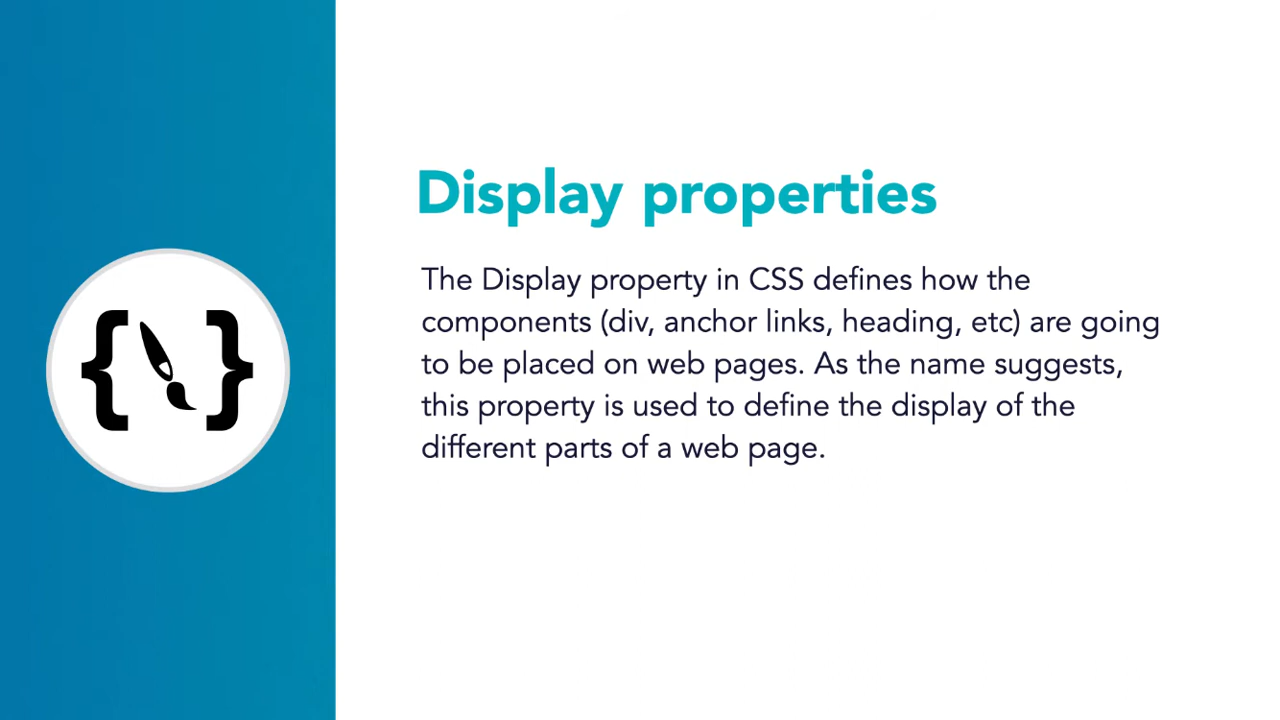 Display properties
The Display property in CSS defines how the
components (div, anchor links, heading, etc) are going
to be placed on web pages. As the name suggests,
this property is used to define the display of the
different parts of a web page.